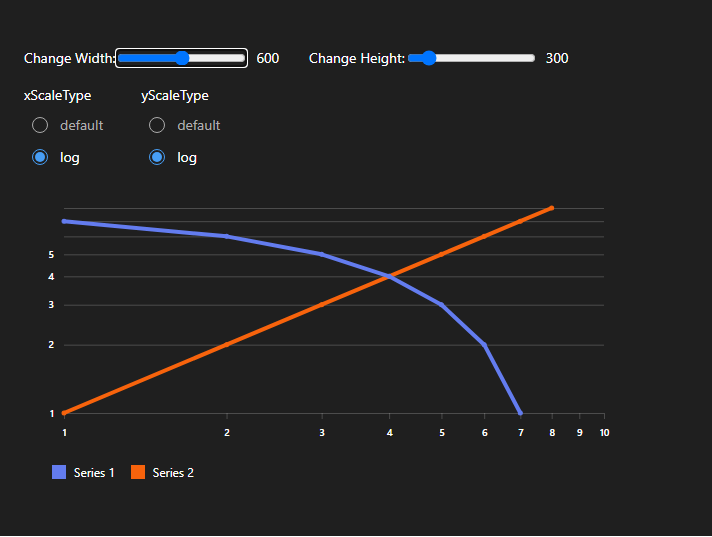 Change Width: 600 Change Height: 300
xScaleType yScaleType
default default
log log
5
4
3
2
1
1 2 3 4 5 6 7 8 9 10
Series 1 Series 2